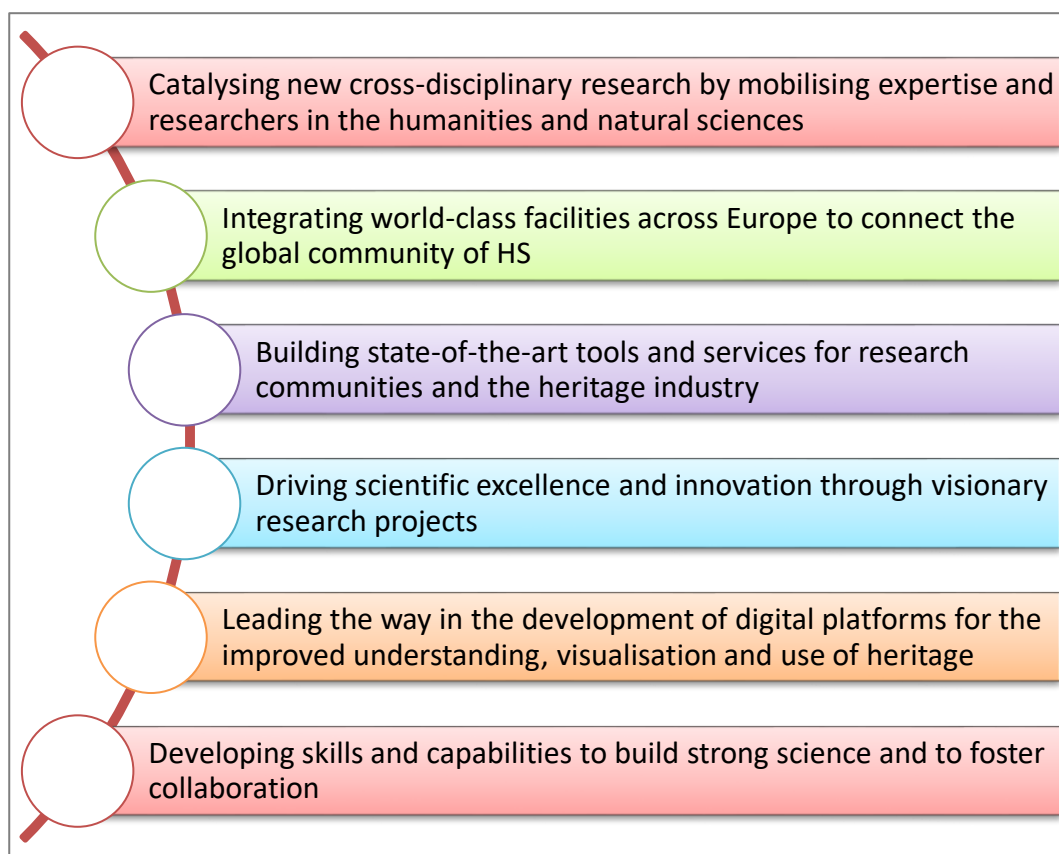 Catalysing new cross-disciplinary research by mobilising expertise and
researchers in the humanities and natural sciences
Integrating world-class facilities across Europe to connect the
global community of HS
Building state-of-the-art tools and services for research
communities and the heritage industry
Driving scientific excellence and innovation through visionary
research projects
Leading the way in the development of digital platforms for the
improved understanding, visualisation and use of heritage
Developing skills and capabilities to build strong science and to foster
collaboration